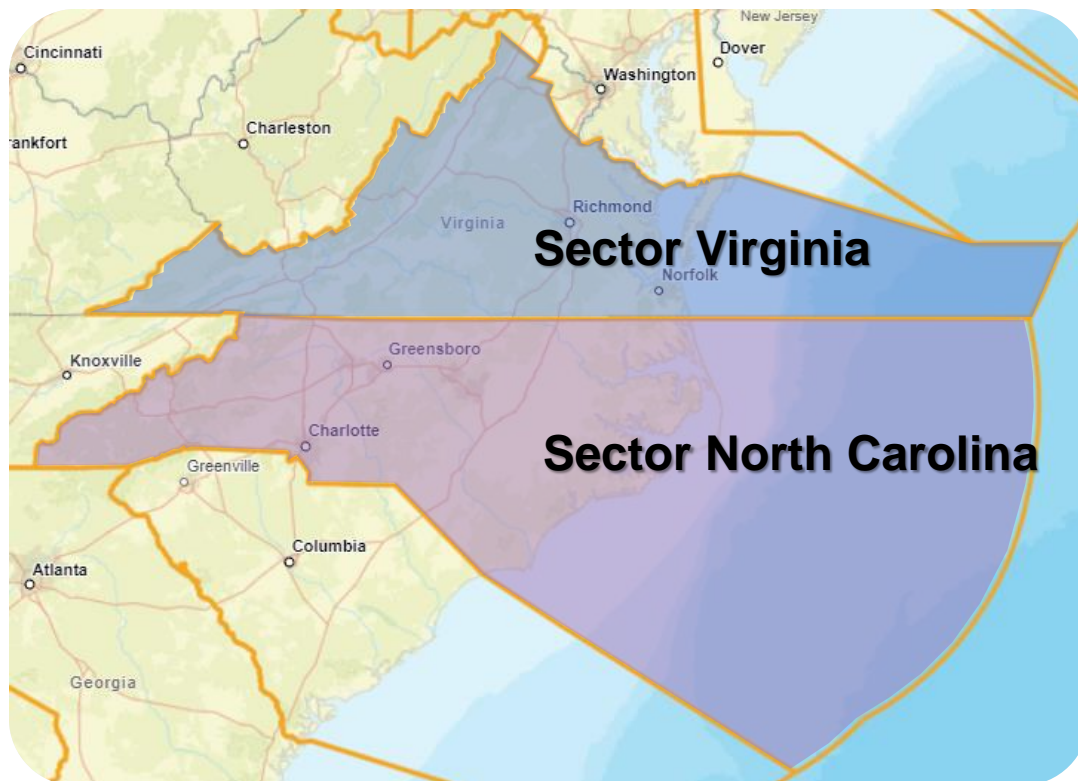 New Jersey
Cincinnati
Dover
Washington
Charleston
ankfort
Virginia
Richmond
Sector Virginia
Norfolk
Knoxville
Greensboro
Charlotte
Sector North Carolina
Greenville
Columbia
Atlanta
Georgia